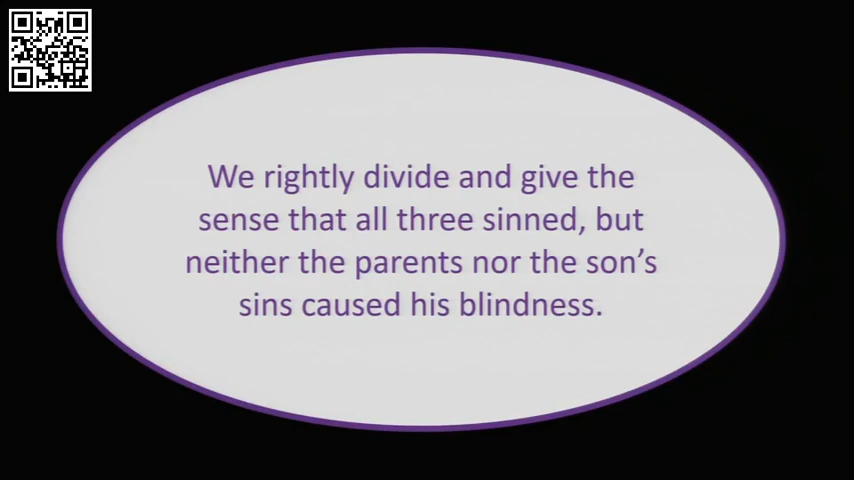 We rightly divide and give the
sense that all three sinned, but
neither the parents nor the son’s
sins caused his blindness.